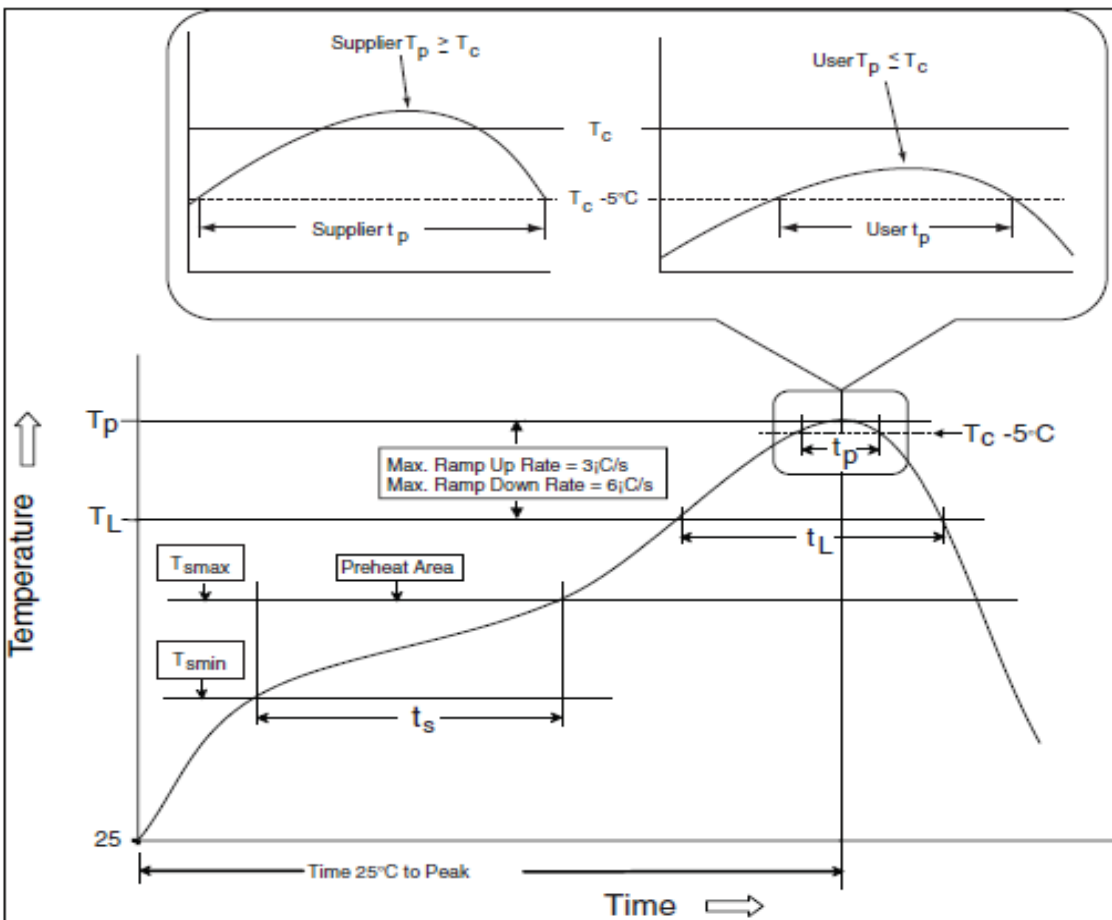 Supplier Tp ≥ Tc
User Tp ≤ Tc
Tc
Tc -5°C
Supplier tp
User tp
Tp
Tc -5°C
tp
Max. Ramp Up Rate = 3¡C/s
Max. Ramp Down Rate = 6¡C/s
TL
tL
Tsmax
Preheat Area
Tsmin
ts
Temperature
25
Time 25°C to Peak
Time